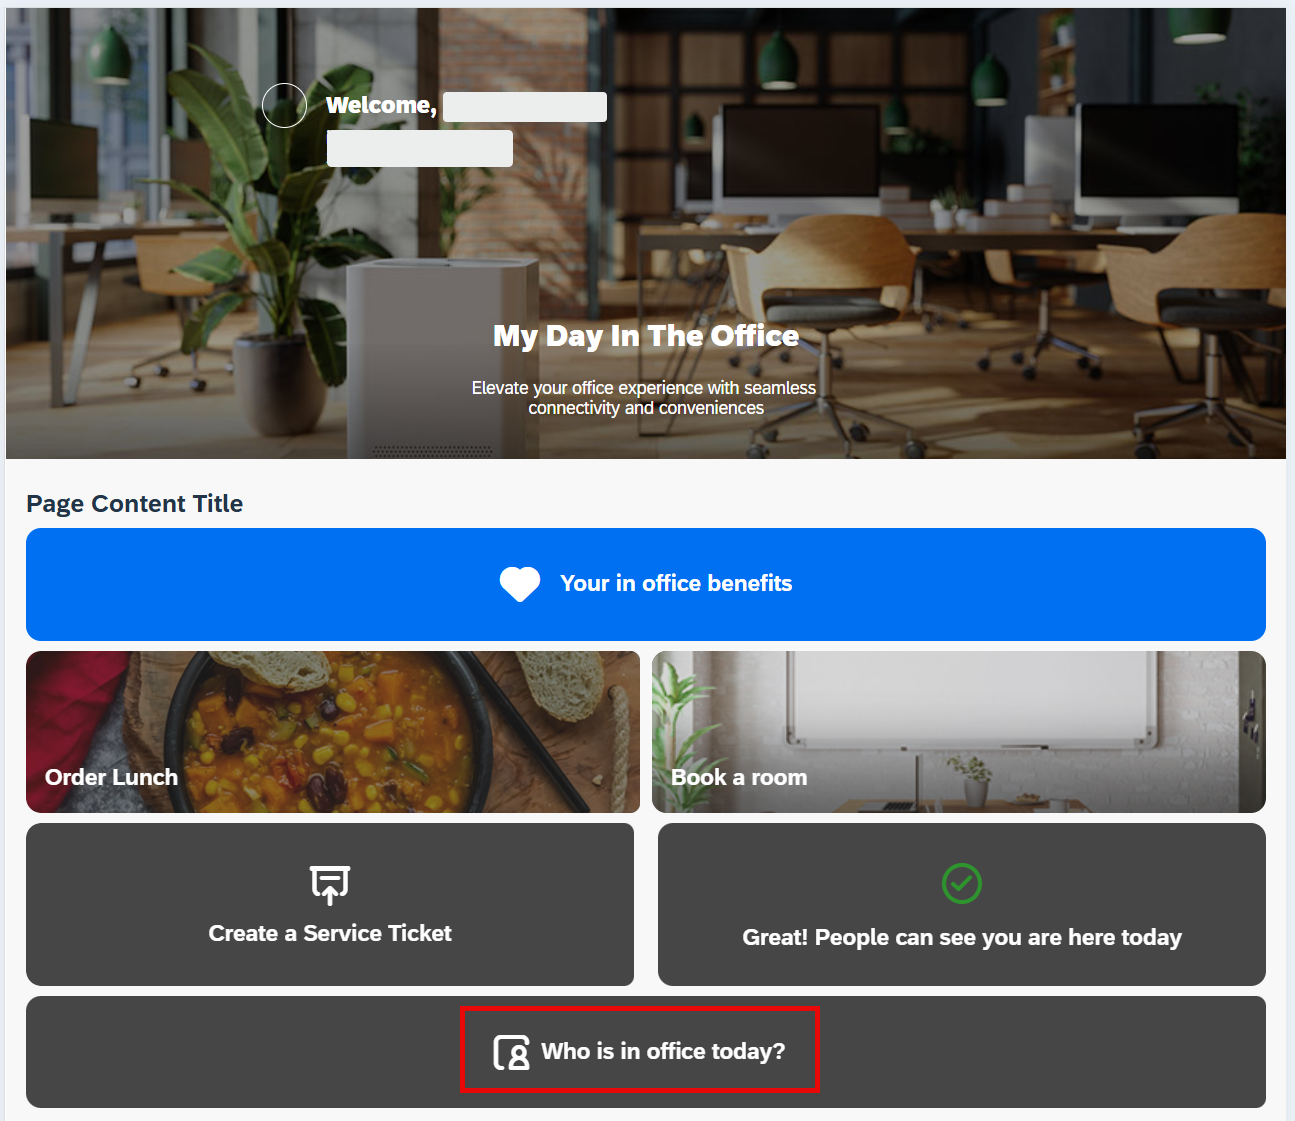 Welcome,
My Day In The Office
Elevate your office experience with seamless
connectivity and conveniences
Page Content Title
Your in office benefits
Order Lunch
Book a room
Create a Service Ticket
Great! People can see you are here today
Who is in office today?